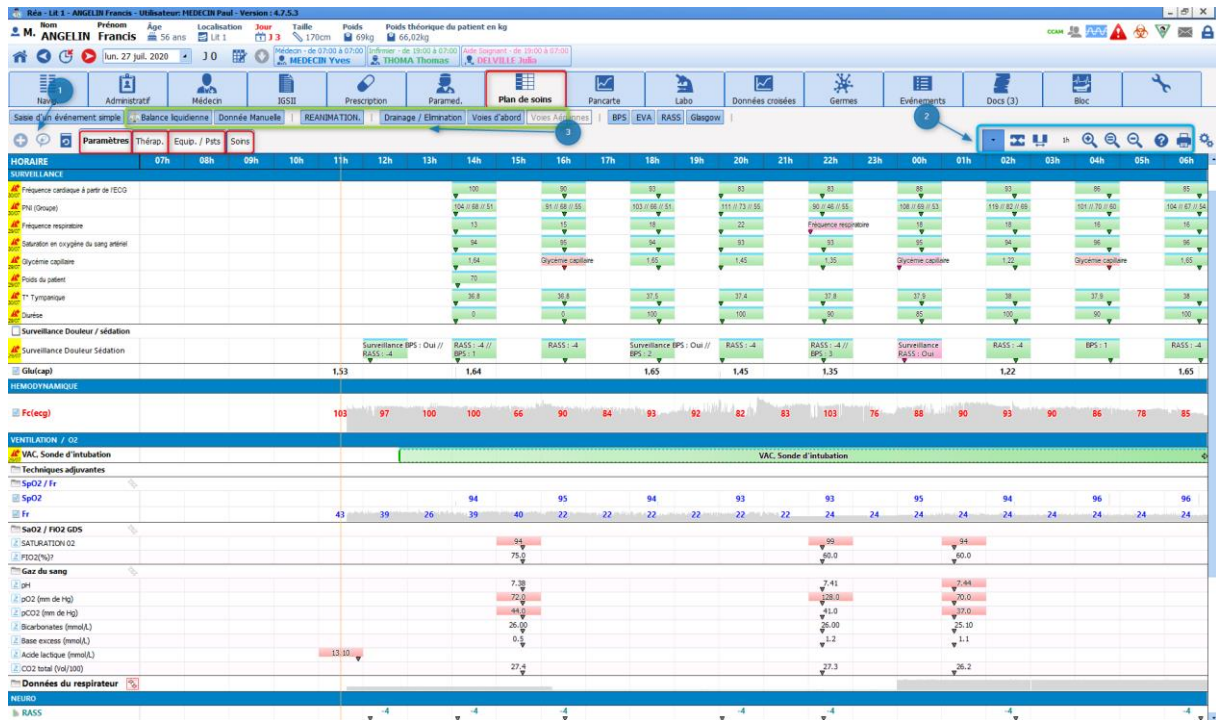 Réa - Lit 1 - ANGELIN Francis - Utilisateur: MEDECIN Paul - Version : 4.7.5.3
Nom Prénom Âge Localisation Jour Taille Poids Poids théorique du patient en kg
M. ANGELIN Francis 56 ans Lit 1 J 3 170cm 69kg 66,02kg
CCAM
lun. 27 juil. 2020 J 0 Médecin - de 07:00 à 07:00 Infirmier - de 19:00 à 07:00 Aide Soignant - de 19:00 à 07:00
MEDECIN Yves THOMA Thomas DELVILLE Julia
1 2 3
Administratif Médecin IGSII Prescription Paramed. Plan de soins Pancarte Labo Données croisées Germes Evénements Docs (3) Bloc
Saisie d'un événement simple Balance liquidienne Donnée Manuelle | REANIMATION. | Drainage / Elimination Voies d'abord Voies Aériennes | BPS EVA RASS Glasgow |
Paramètres Thérap. Equip. / Psts Soins 1h
HORAIRE 07h 08h 09h 10h 11h 12h 13h 14h 15h 16h 17h 18h 19h 20h 21h 22h 23h 00h 01h 02h 03h 04h 05h 06h
SURVEILLANCE
Fréquence cardiaque à partir de l'ECG 100 90 93 83 83 88 93 86 85
PNI (Groupe) 104 // 68 // 51 91 // 68 // 55 103 // 66 // 51 111 // 73 // 55 90 // 46 // 55 108 // 69 // 53 119 // 82 // 66 101 // 70 // 60 104 // 67 // 54
Fréquence respiratoire 13 15 18 22 Fréquence respiratoire 18 18 18 16
Saturation en oxygène du sang artériel 94 95 94 93 93 95 94 96 96
Glycémie capillaire 1,64 Glycémie capillaire 1,65 1,45 1,35 Glycémie capillaire 1,22 Glycémie capillaire 1,65
Poids du patient 70
T° Tympanique 36,8 36,8 37,5 37,4 37,8 37,9 38 37,9 38
Diurèse 0 0 100 100 90 85 100 90 100
Surveillance Douleur / sédation
Surveillance Douleur Sédation Surveillance BPS : Oui // RASS : -4 RASS : -4 // BPS : 1 RASS : -4 Surveillance BPS : Oui // BPS : 2 RASS : -4 RASS : -4 // BPS : 3 Surveillance RASS : Oui RASS : -4 BPS : 1 RASS : -4
Glu(cap) 1,53 1,64 1,65 1,45 1,35 1,22 1,65
HEMODYNAMIQUE
Fc(ecg) 103 97 100 100 66 90 84 93 92 82 83 103 76 88 90 93 90 86 78 85
VENTILATION / O2
VAC, Sonde d'intubation VAC, Sonde d'intubation
Techniques adjuvantes
SpO2 / Fr
SpO2 94 95 94 93 93 95 94 96 96
Fr 43 39 26 39 40 22 22 22 22 22 22 24 24 24 24 24 24 24 24 24
SaO2 / FiO2 GDS
SATURATION O2 94 99 94
FIO2(%)? 75.0 60.0 60.0
Gaz du sang
pH 7.38 7.41 7.44
pO2 (mm de Hg) 72.0 128.0 70.0
pCO2 (mm de Hg) 44.0 41.0 37.0
Bicarbonates (mmol/L) 26.00 26.00 25.10
Base excess (mmol/L) 0.5 1.2 1.1
Acide lactique (mmol/L) 13.10
CO2 total (Vol/100) 27.4 27.3 26.2
Données du respirateur
NEURO
RASS -4 -4 -4 -4 -4 -4 -4